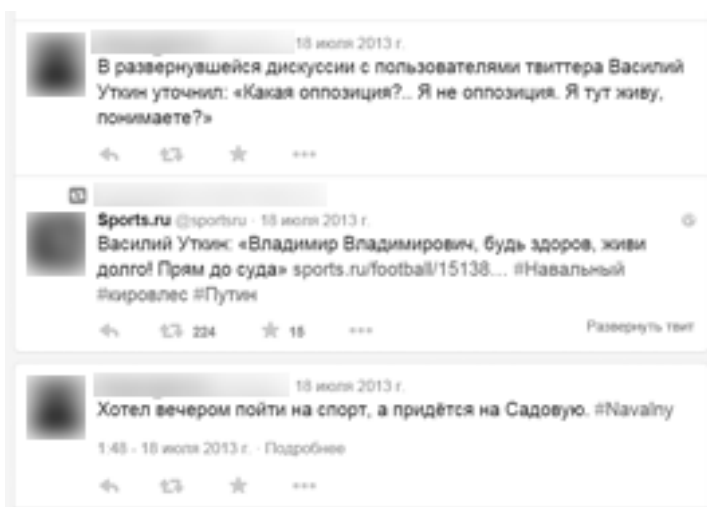 18 июля 2013 г.
В развернувшейся дискуссии с пользователями твиттера Василий
Уткин уточнил: «Какая оппозиция?.. Я не оппозиция. Я тут живу,
понимаете?»
Sports.ru @sportsru · 18 июля 2013 г.
Василий Уткин: «Владимир Владимирович, будь здоров, живи
долго! Прям до суда» sports.ru/football/15138... #Навальный
#кировлес #Путин
224 18 Развернуть твит
18 июля 2013 г.
Хотел вечером пойти на спорт, а придётся на Садовую. #Navalny
1:48 - 18 июля 2013 г. · Подробнее